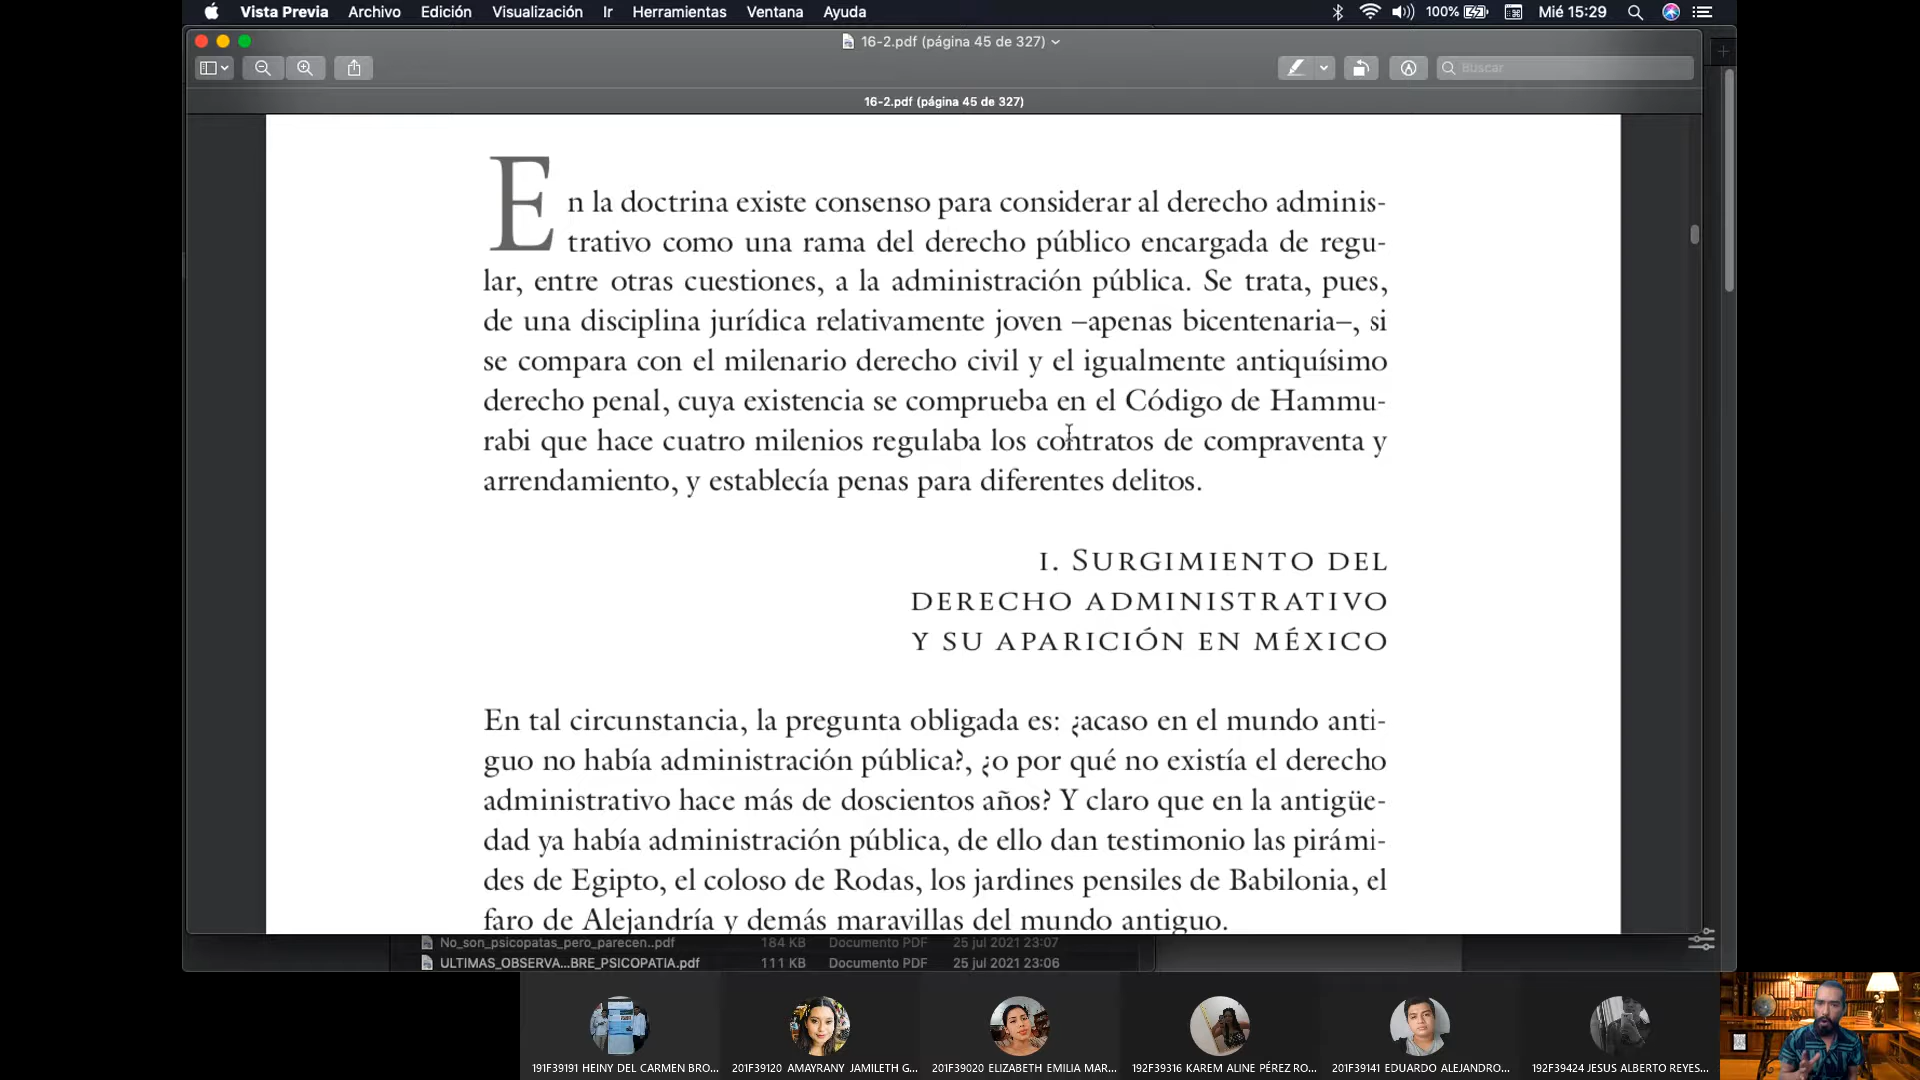 Vista Previa Archivo Edición Visualización Ir Herramientas Ventana Ayuda 100% Mié 15:29
16-2.pdf (página 45 de 327)
Buscar
16-2.pdf (página 45 de 327)
En la doctrina existe consenso para considerar al derecho adminis-
trativo como una rama del derecho público encargada de regu-
lar, entre otras cuestiones, a la administración pública. Se trata, pues,
de una disciplina jurídica relativamente joven –apenas bicentenaria–, si
se compara con el milenario derecho civil y el igualmente antiquísimo
derecho penal, cuya existencia se comprueba en el Código de Hammu-
rabi que hace cuatro milenios regulaba los contratos de compraventa y
arrendamiento, y establecía penas para diferentes delitos.
I. SURGIMIENTO DEL
DERECHO ADMINISTRATIVO
Y SU APARICIÓN EN MÉXICO
En tal circunstancia, la pregunta obligada es: ¿acaso en el mundo anti-
guo no había administración pública?, ¿o por qué no existía el derecho
administrativo hace más de doscientos años? Y claro que en la antigüe-
dad ya había administración pública, de ello dan testimonio las pirámi-
des de Egipto, el coloso de Rodas, los jardines pensiles de Babilonia, el
faro de Alejandría y demás maravillas del mundo antiguo.
No_son_psicopatas_pero_parecen..pdf 184 KB Documento PDF 25 jul 2021 23:07
ULTIMAS_OBSERVA...BRE_PSICOPATIA.pdf 111 KB Documento PDF 25 jul 2021 23:06
191F39191 HEINY DEL CARMEN BRO... 201F39120 AMAYRANY JAMILETH G... 201F39020 ELIZABETH EMILIA MAR... 192F39316 KAREM ALINE PÉREZ RO... 201F39141 EDUARDO ALEJANDRO... 192F39424 JESUS ALBERTO REYES...